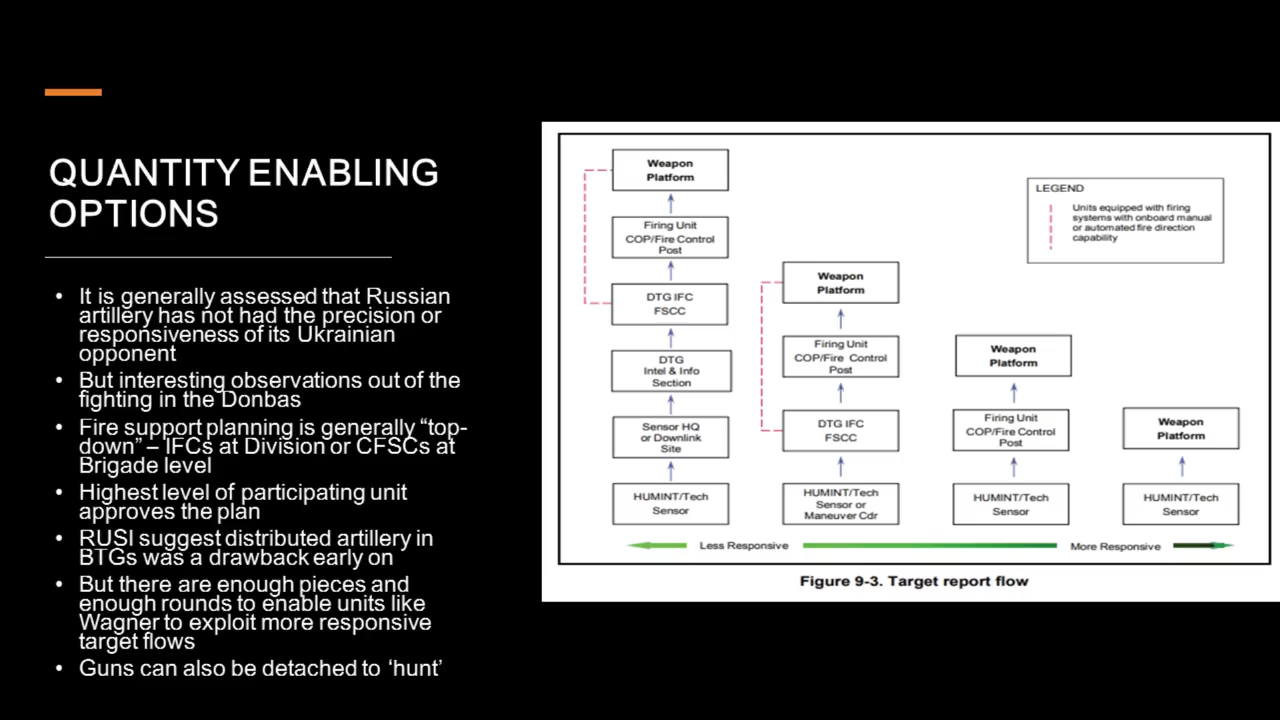 QUANTITY ENABLING
OPTIONS
• It is generally assessed that Russian
artillery has not had the precision or
responsiveness of its Ukrainian
opponent
• But interesting observations out of the
fighting in the Donbas
• Fire support planning is generally “top-
down” – IFCs at Division or CFSCs at
Brigade level
• Highest level of participating unit
approves the plan
• RUSI suggest distributed artillery in
BTGs was a drawback early on
• But there are enough pieces and
enough rounds to enable units like
Wagner to exploit more responsive
target flows
• Guns can also be detached to ‘hunt’
Weapon
Platform
Firing Unit
COP/Fire Control
Post
DTG IFC
FSCC
DTG
Intel & Info
Section
Sensor HQ
or Downlink
Site
HUMINT/Tech
Sensor
Weapon
Platform
Firing Unit
COP/Fire Control
Post
DTG IFC
FSCC
HUMINT/Tech
Sensor or
Maneuver Cdr
Weapon
Platform
Firing Unit
COP/Fire Control
Post
HUMINT/Tech
Sensor
Weapon
Platform
HUMINT/Tech
Sensor
LEGEND
Units equipped with firing
systems with onboard manual
or automated fire direction
capability
Less Responsive
More Responsive
Figure 9-3. Target report flow